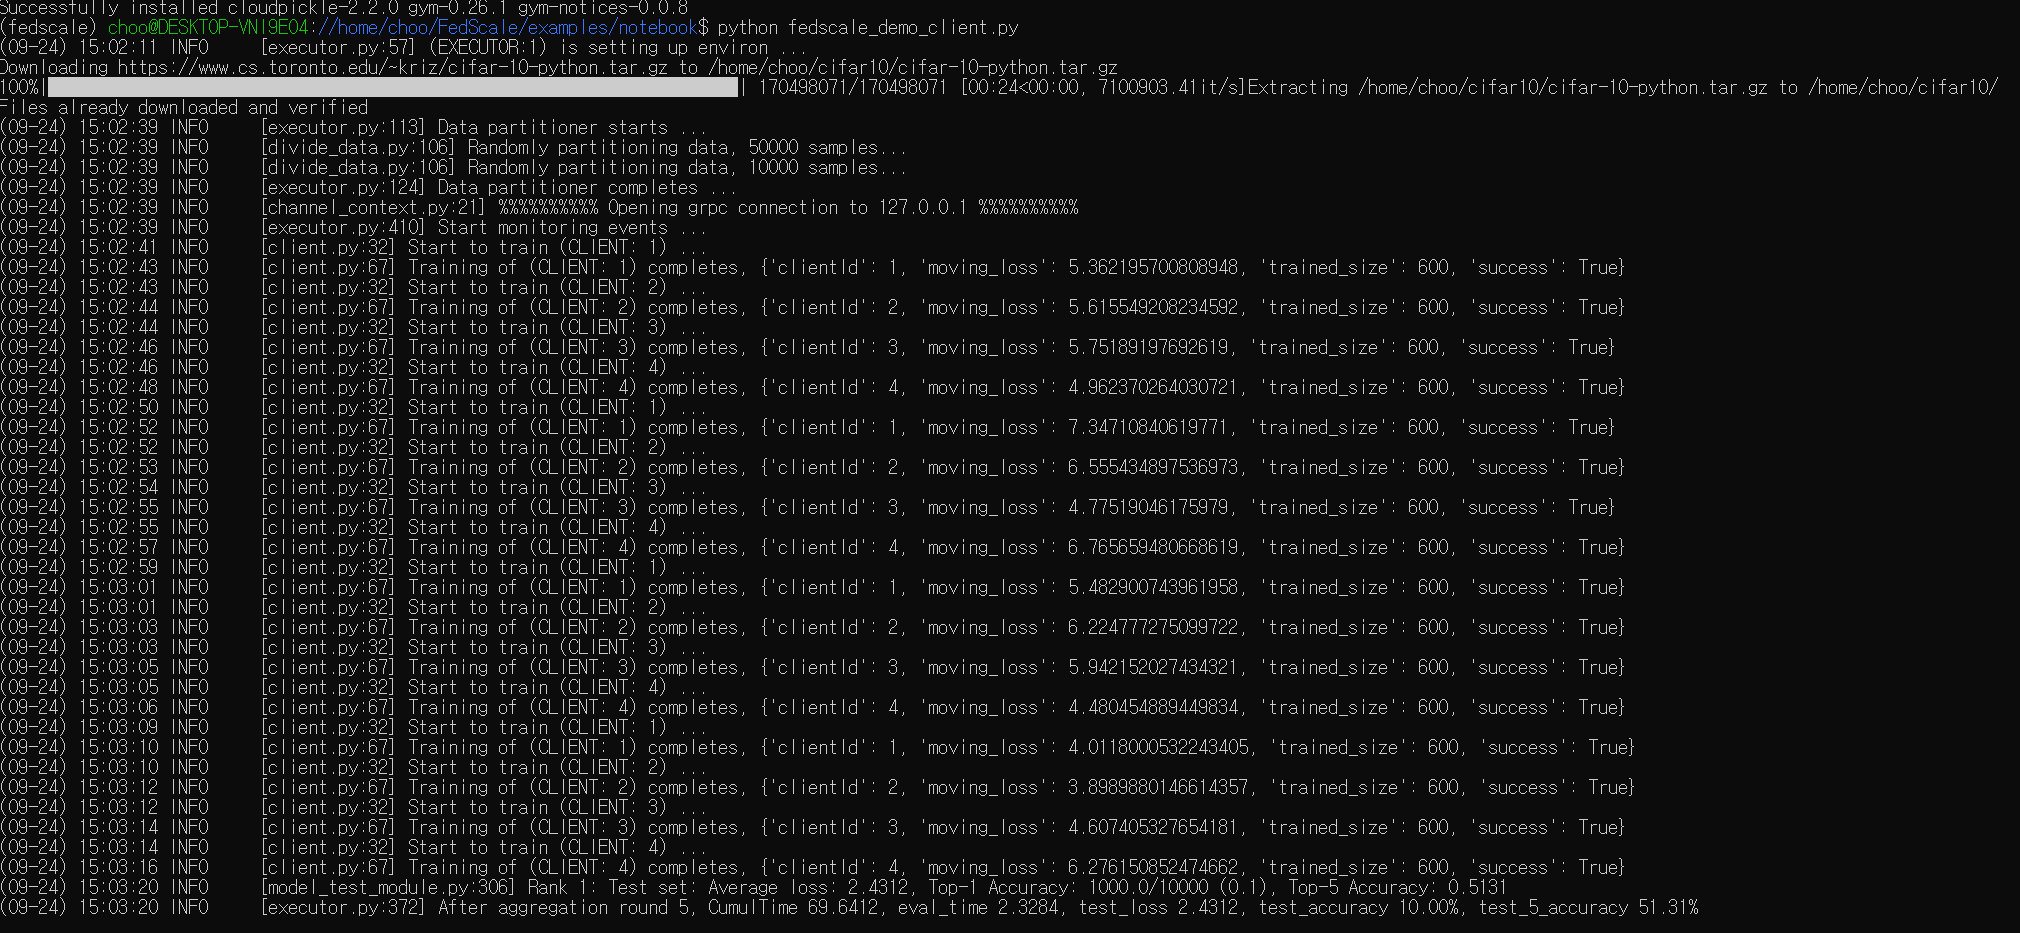 Successfully installed cloudpickle-2.2.0 gym-0.26.1 gym-notices-0.0.8
(fedscale) choo@DESKTOP-VNI9E04://home/choo/FedScale/examples/notebook$ python fedscale_demo_client.py
(09-24) 15:02:11 INFO     [executor.py:57] (EXECUTOR:1) is setting up environ ...
Downloading https://www.cs.toronto.edu/~kriz/cifar-10-python.tar.gz to /home/choo/cifar10/cifar-10-python.tar.gz
100%|                                                                     | 170498071/170498071 [00:24<00:00, 7100903.41it/s]Extracting /home/choo/cifar10/cifar-10-python.tar.gz to /home/choo/cifar10/
Files already downloaded and verified
(09-24) 15:02:39 INFO     [executor.py:113] Data partitioner starts ...
(09-24) 15:02:39 INFO     [divide_data.py:106] Randomly partitioning data, 50000 samples...
(09-24) 15:02:39 INFO     [divide_data.py:106] Randomly partitioning data, 10000 samples...
(09-24) 15:02:39 INFO     [executor.py:124] Data partitioner completes ...
(09-24) 15:02:39 INFO     [channel_context.py:21] %%%%%%%%%% Opening grpc connection to 127.0.0.1 %%%%%%%%%%
(09-24) 15:02:39 INFO     [executor.py:410] Start monitoring events ...
(09-24) 15:02:41 INFO     [client.py:32] Start to train (CLIENT: 1) ...
(09-24) 15:02:43 INFO     [client.py:67] Training of (CLIENT: 1) completes, {'clientId': 1, 'moving_loss': 5.362195700808948, 'trained_size': 600, 'success': True}
(09-24) 15:02:43 INFO     [client.py:32] Start to train (CLIENT: 2) ...
(09-24) 15:02:44 INFO     [client.py:67] Training of (CLIENT: 2) completes, {'clientId': 2, 'moving_loss': 5.615549208234592, 'trained_size': 600, 'success': True}
(09-24) 15:02:44 INFO     [client.py:32] Start to train (CLIENT: 3) ...
(09-24) 15:02:46 INFO     [client.py:67] Training of (CLIENT: 3) completes, {'clientId': 3, 'moving_loss': 5.75189197692619, 'trained_size': 600, 'success': True}
(09-24) 15:02:46 INFO     [client.py:32] Start to train (CLIENT: 4) ...
(09-24) 15:02:48 INFO     [client.py:67] Training of (CLIENT: 4) completes, {'clientId': 4, 'moving_loss': 4.962370264030721, 'trained_size': 600, 'success': True}
(09-24) 15:02:50 INFO     [client.py:32] Start to train (CLIENT: 1) ...
(09-24) 15:02:52 INFO     [client.py:67] Training of (CLIENT: 1) completes, {'clientId': 1, 'moving_loss': 7.34710840619771, 'trained_size': 600, 'success': True}
(09-24) 15:02:52 INFO     [client.py:32] Start to train (CLIENT: 2) ...
(09-24) 15:02:53 INFO     [client.py:67] Training of (CLIENT: 2) completes, {'clientId': 2, 'moving_loss': 6.555434897536973, 'trained_size': 600, 'success': True}
(09-24) 15:02:54 INFO     [client.py:32] Start to train (CLIENT: 3) ...
(09-24) 15:02:55 INFO     [client.py:67] Training of (CLIENT: 3) completes, {'clientId': 3, 'moving_loss': 4.77519046175979, 'trained_size': 600, 'success': True}
(09-24) 15:02:55 INFO     [client.py:32] Start to train (CLIENT: 4) ...
(09-24) 15:02:57 INFO     [client.py:67] Training of (CLIENT: 4) completes, {'clientId': 4, 'moving_loss': 6.765659480668619, 'trained_size': 600, 'success': True}
(09-24) 15:02:59 INFO     [client.py:32] Start to train (CLIENT: 1) ...
(09-24) 15:03:01 INFO     [client.py:67] Training of (CLIENT: 1) completes, {'clientId': 1, 'moving_loss': 5.482900743961958, 'trained_size': 600, 'success': True}
(09-24) 15:03:01 INFO     [client.py:32] Start to train (CLIENT: 2) ...
(09-24) 15:03:03 INFO     [client.py:67] Training of (CLIENT: 2) completes, {'clientId': 2, 'moving_loss': 6.224777275099722, 'trained_size': 600, 'success': True}
(09-24) 15:03:03 INFO     [client.py:32] Start to train (CLIENT: 3) ...
(09-24) 15:03:05 INFO     [client.py:67] Training of (CLIENT: 3) completes, {'clientId': 3, 'moving_loss': 5.942152027434321, 'trained_size': 600, 'success': True}
(09-24) 15:03:05 INFO     [client.py:32] Start to train (CLIENT: 4) ...
(09-24) 15:03:06 INFO     [client.py:67] Training of (CLIENT: 4) completes, {'clientId': 4, 'moving_loss': 4.480454889449834, 'trained_size': 600, 'success': True}
(09-24) 15:03:09 INFO     [client.py:32] Start to train (CLIENT: 1) ...
(09-24) 15:03:10 INFO     [client.py:67] Training of (CLIENT: 1) completes, {'clientId': 1, 'moving_loss': 4.0118000532243405, 'trained_size': 600, 'success': True}
(09-24) 15:03:10 INFO     [client.py:32] Start to train (CLIENT: 2) ...
(09-24) 15:03:12 INFO     [client.py:67] Training of (CLIENT: 2) completes, {'clientId': 2, 'moving_loss': 3.8989880146614357, 'trained_size': 600, 'success': True}
(09-24) 15:03:12 INFO     [client.py:32] Start to train (CLIENT: 3) ...
(09-24) 15:03:14 INFO     [client.py:67] Training of (CLIENT: 3) completes, {'clientId': 3, 'moving_loss': 4.607405327654181, 'trained_size': 600, 'success': True}
(09-24) 15:03:14 INFO     [client.py:32] Start to train (CLIENT: 4) ...
(09-24) 15:03:16 INFO     [client.py:67] Training of (CLIENT: 4) completes, {'clientId': 4, 'moving_loss': 6.276150852474662, 'trained_size': 600, 'success': True}
(09-24) 15:03:20 INFO     [model_test_module.py:306] Rank 1: Test set: Average loss: 2.4312, Top-1 Accuracy: 1000.0/10000 (0.1), Top-5 Accuracy: 0.5131
(09-24) 15:03:20 INFO     [executor.py:372] After aggregation round 5, CumulTime 69.6412, eval_time 2.3284, test_loss 2.4312, test_accuracy 10.00%, test_5_accuracy 51.31%